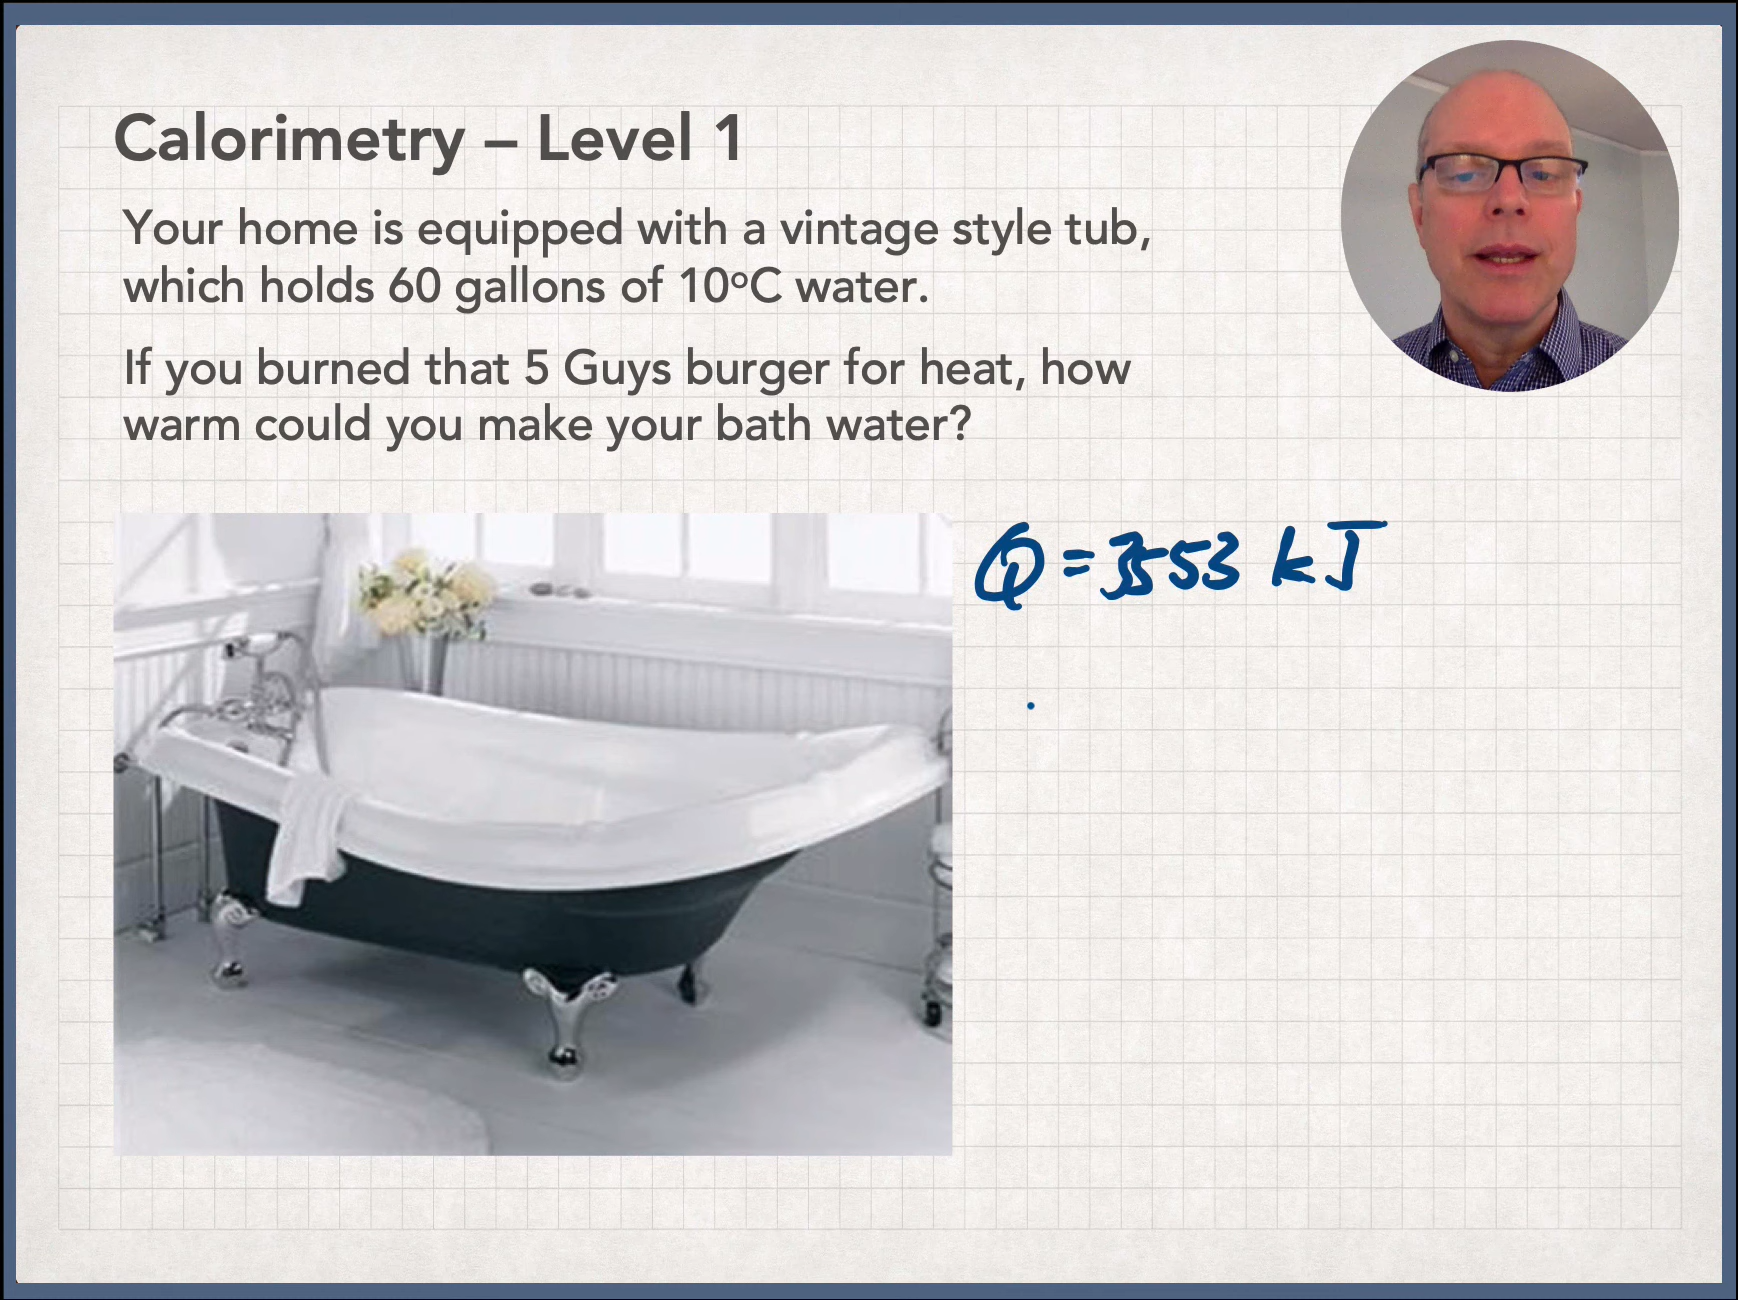 Calorimetry – Level 1
Your home is equipped with a vintage style tub,
which holds 60 gallons of 10°C water.
If you burned that 5 Guys burger for heat, how
warm could you make your bath water?
Q = 3553 kJ